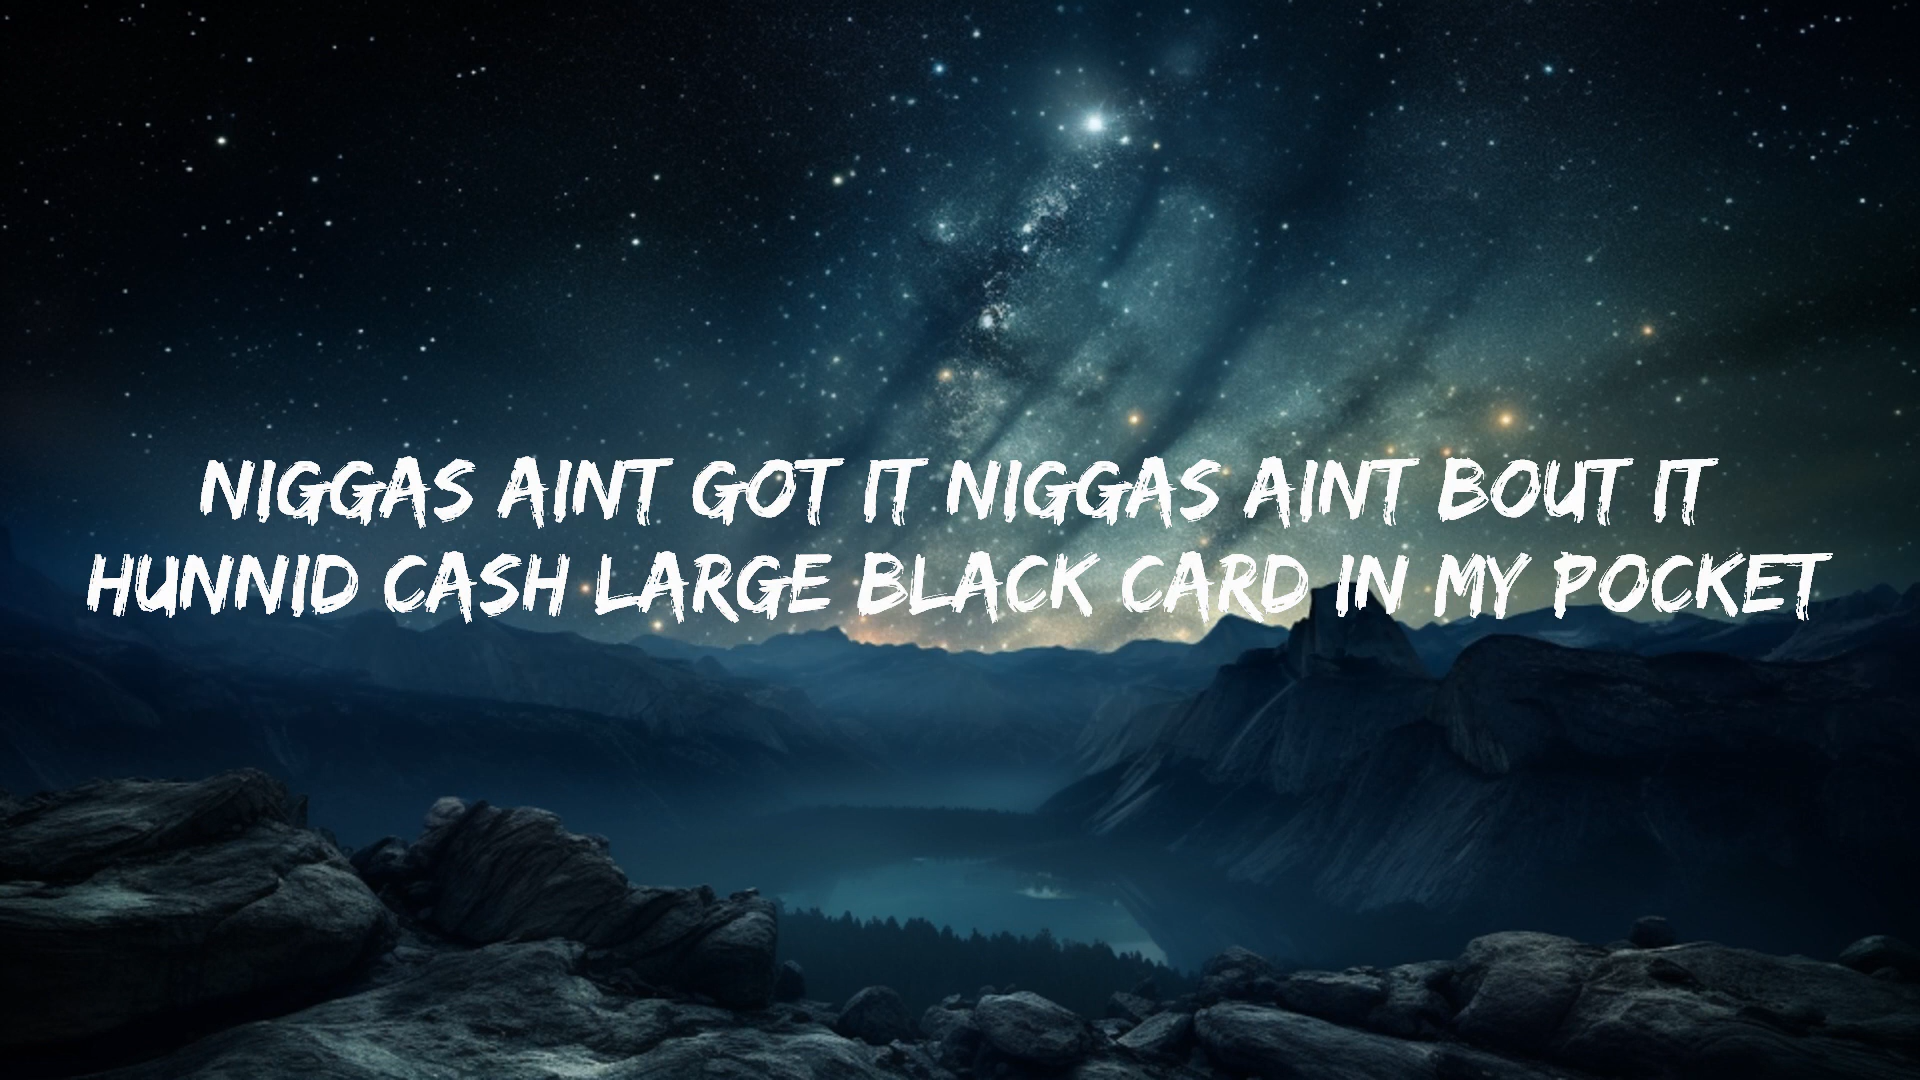 NIGGAS AINT GOT IT NIGGAS AINT BOUT IT
HUNNID CASH LARGE BLACK CARD IN MY POCKET